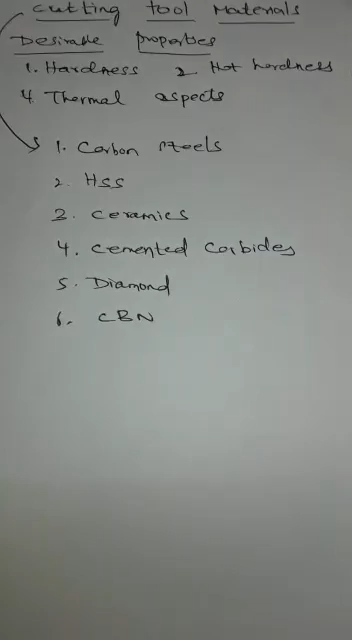 Cutting tool Materials
Desirable properties
1. Hardness 2. Hot hardness
4. Thermal aspects
1. Carbon steels
2. HSS
3. Ceramics
4. Cemented Carbides
5. Diamond
6. CBN